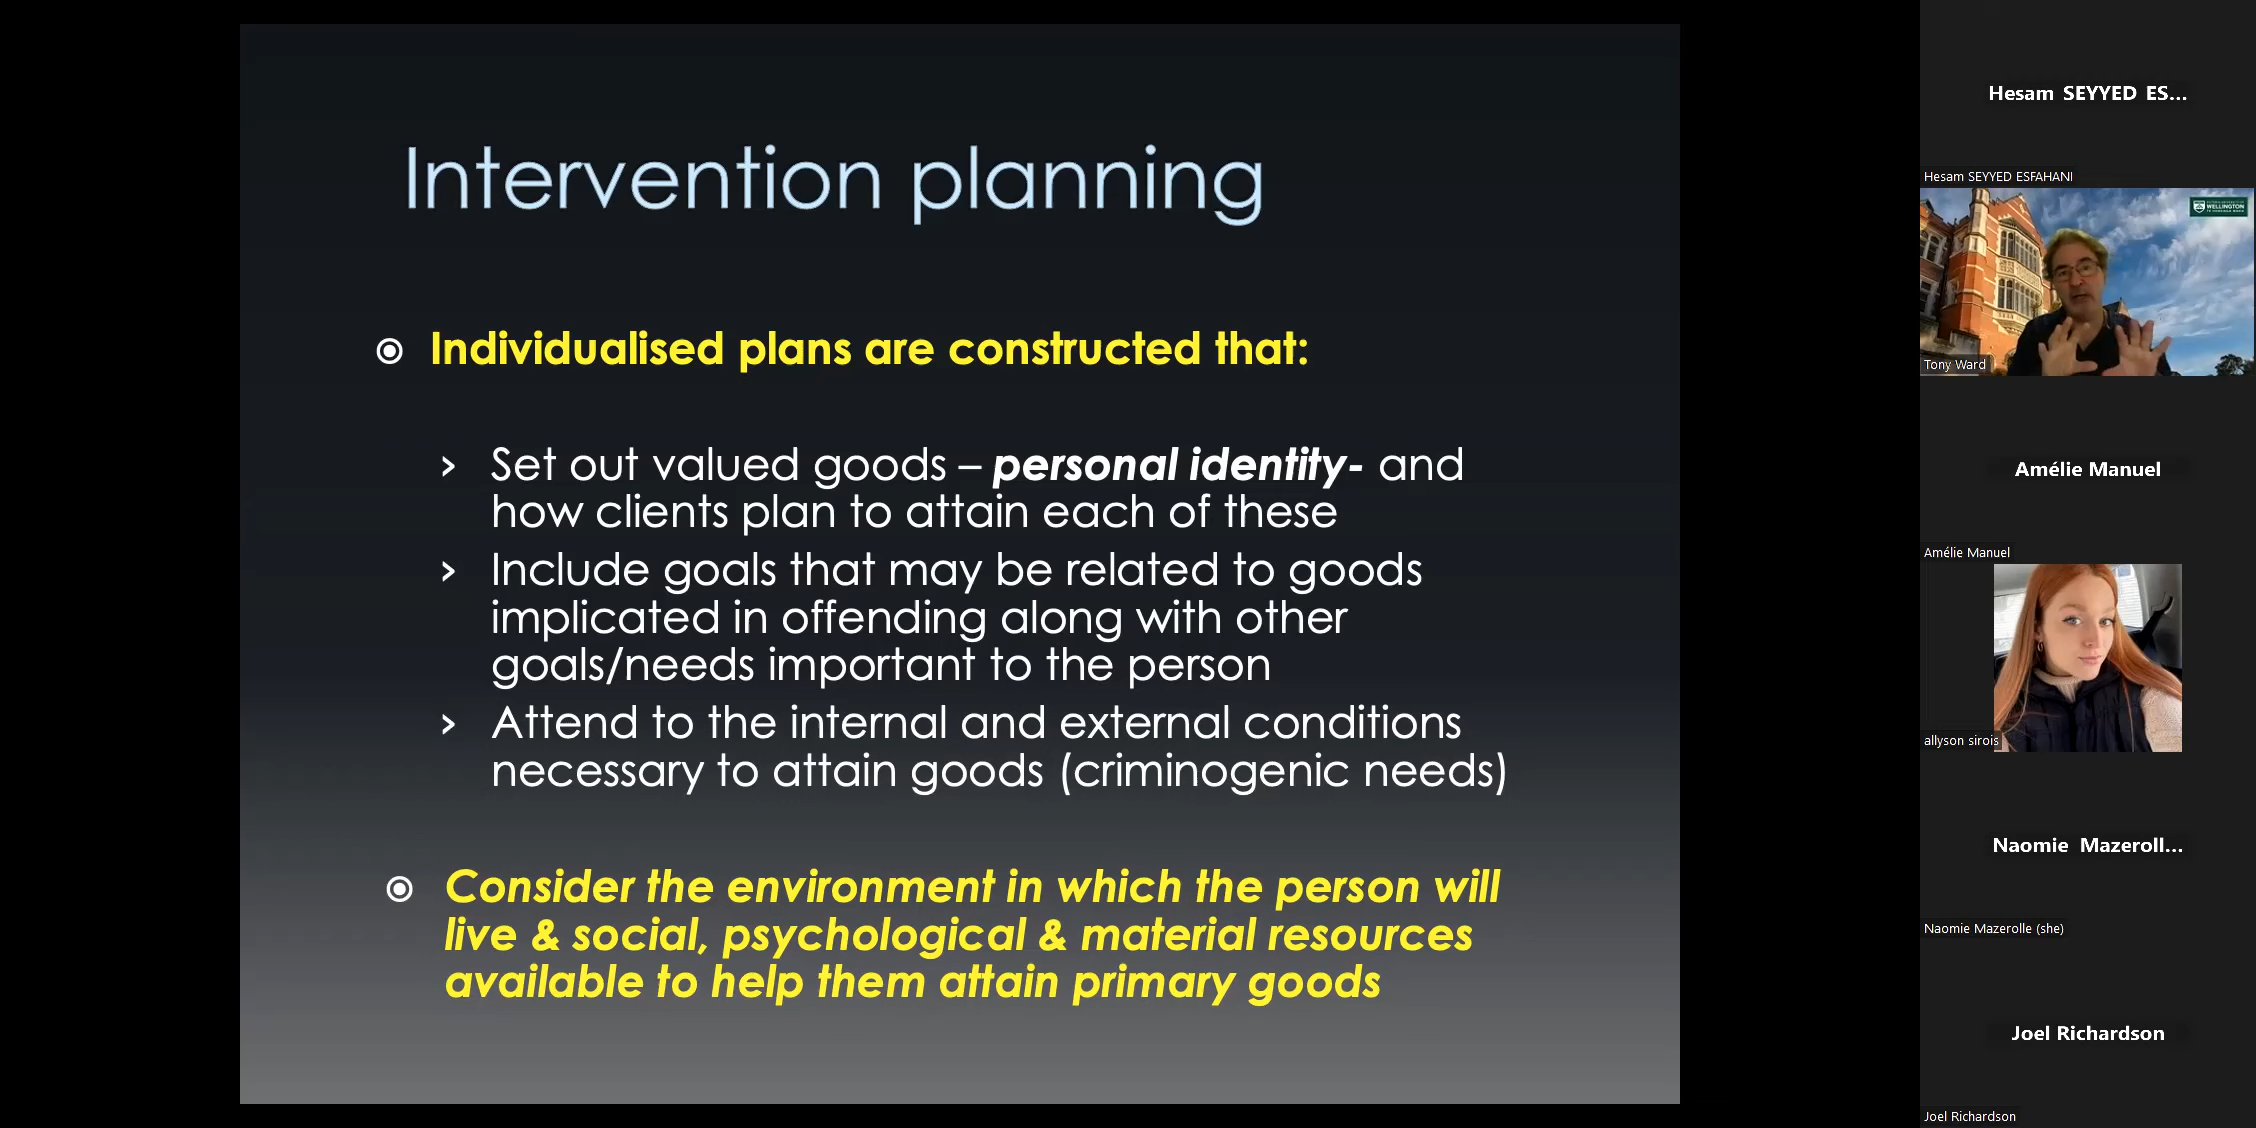 Intervention planning
Individualised plans are constructed that:
Set out valued goods – personal identity- and
how clients plan to attain each of these
Include goals that may be related to goods
implicated in offending along with other
goals/needs important to the person
Attend to the internal and external conditions
necessary to attain goods (criminogenic needs)
Consider the environment in which the person will
live & social, psychological & material resources
available to help them attain primary goods
Hesam SEYYED ES...
Hesam SEYYED ESFAHANI
WELLINGTON
Tony Ward
Amélie Manuel
Amélie Manuel
allyson sirois
Naomie Mazeroll...
Naomie Mazerolle (she)
Joel Richardson
Joel Richardson